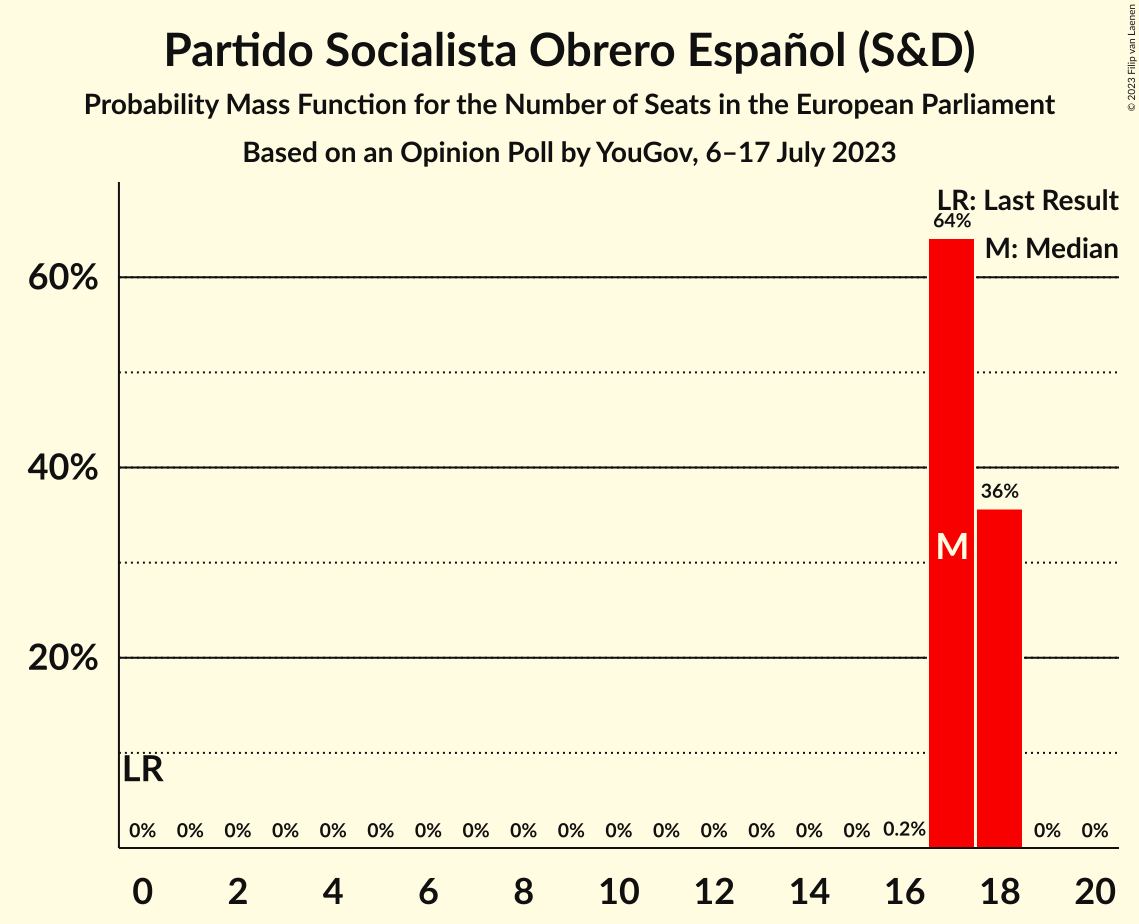 Partido Socialista Obrero Español (S&D)
Probability Mass Function for the Number of Seats in the European Parliament
Based on an Opinion Poll by YouGov, 6–17 July 2023
© 2023 Filip van Laenen
LR: Last Result
M: Median
64%
60%
40%
36%
M
20%
LR
0% 0% 0% 0% 0% 0% 0% 0% 0% 0% 0% 0% 0% 0% 0% 0% 0.2% 0% 0%
0 2 4 6 8 10 12 14 16 18 20